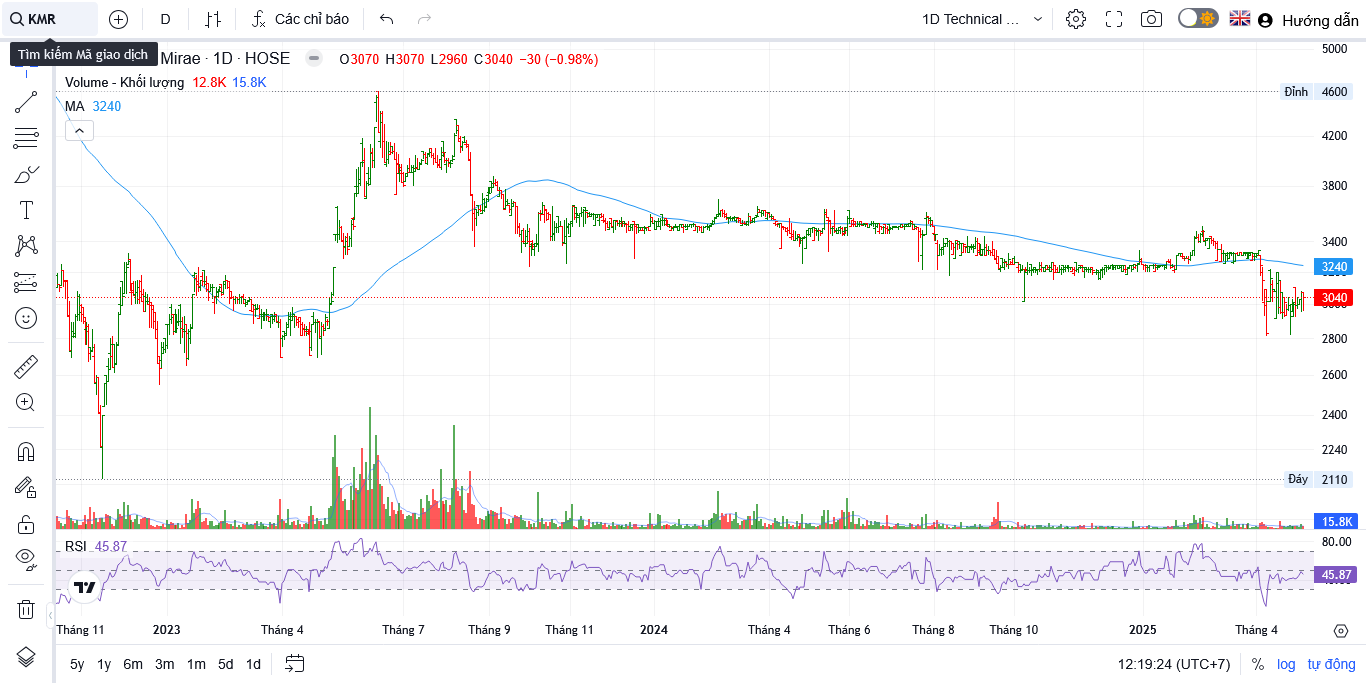 KMR D Các chỉ báo 1D Technical ... Hướng dẫn
Tìm kiếm Mã giao dịch
Mirae · 1D · HOSE O3070 H3070 L2960 C3040 −30 (−0.98%)
Volume - Khối lượng 12.8K 15.8K
MA 3240
5000
Đỉnh 4600
4200
3800
3400
3240
3040
2800
2600
2400
2240
Đáy 2110
15.8K
RSI 45.87
80.00
45.87
Tháng 11 2023 Tháng 4 Tháng 7 Tháng 9 Tháng 11 2024 Tháng 4 Tháng 6 Tháng 8 Tháng 10 2025 Tháng 4
5y 1y 6m 3m 1m 5d 1d 12:19:24 (UTC+7) % log tự động